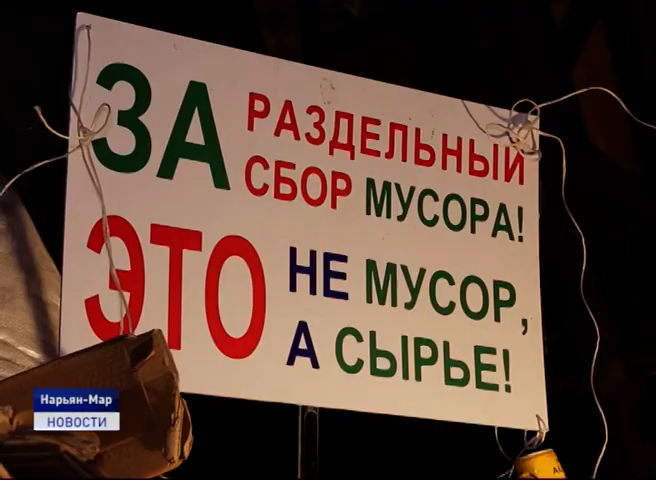 ЗА РАЗДЕЛЬНЫЙ
СБОР МУСОРА!
ЭТО НЕ МУСОР,
А СЫРЬЕ!
Нарьян-Мар
НОВОСТИ